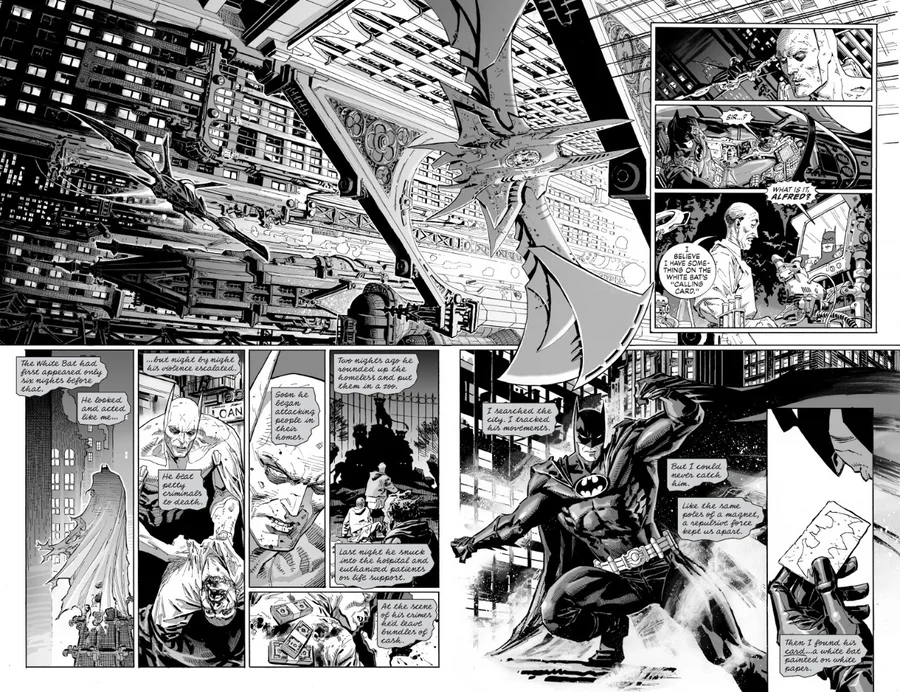 SIR...?
WHAT IS IT,
ALFRED?
I
BELIEVE
I HAVE SOME-
THING ON THE
WHITE BAT'S
"CALLING
CARD."
The White Bat had
first appeared only
six nights before
that.
He looked
and acted
like me...
...but night by night
his violence escalated.
LOAN
He beat
petty
criminals
to death.
Soon he
began
attacking
people in
their
homes.
Two nights ago he
rounded up the
homeless and put
them in a zoo.
Last night he snuck
into the hospital and
euthanized patients
on life support.
At the scene
of his crimes
he'd leave
bundles of
cash.
I searched the
city. I tracked
his movements.
But I could
never catch
him.
Like the same
poles of a magnet,
a repulsive force
kept us apart.
Then I found his
card...a white bat
painted on white
paper.